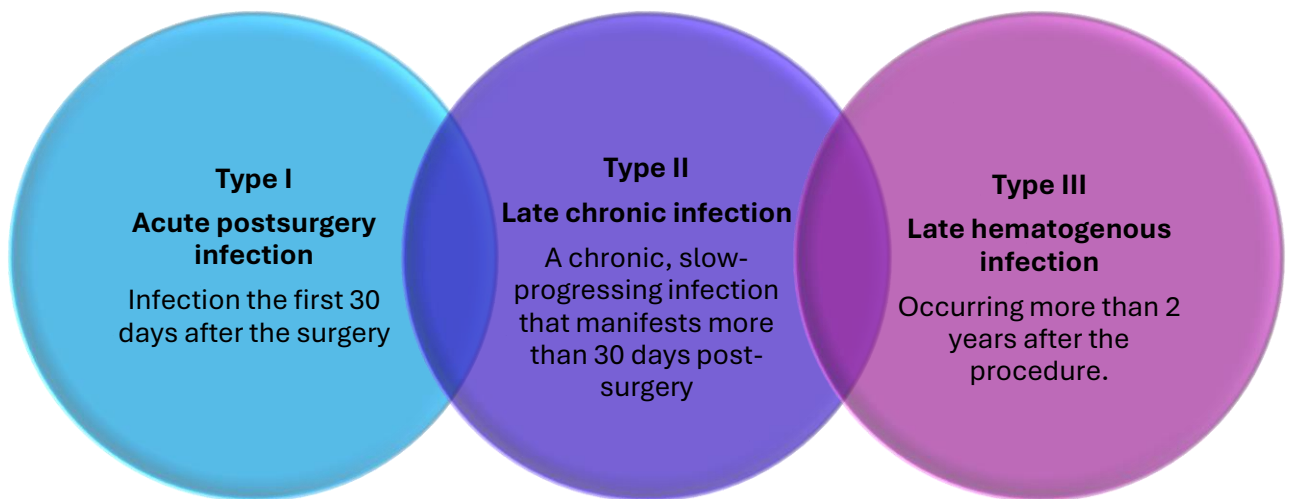 Type I
Acute postsurgery
infection
Infection the first 30
days after the surgery
Type II
Late chronic infection
A chronic, slow-
progressing infection
that manifests more
than 30 days post-
surgery
Type III
Late hematogenous
infection
Occurring more than 2
years after the
procedure.